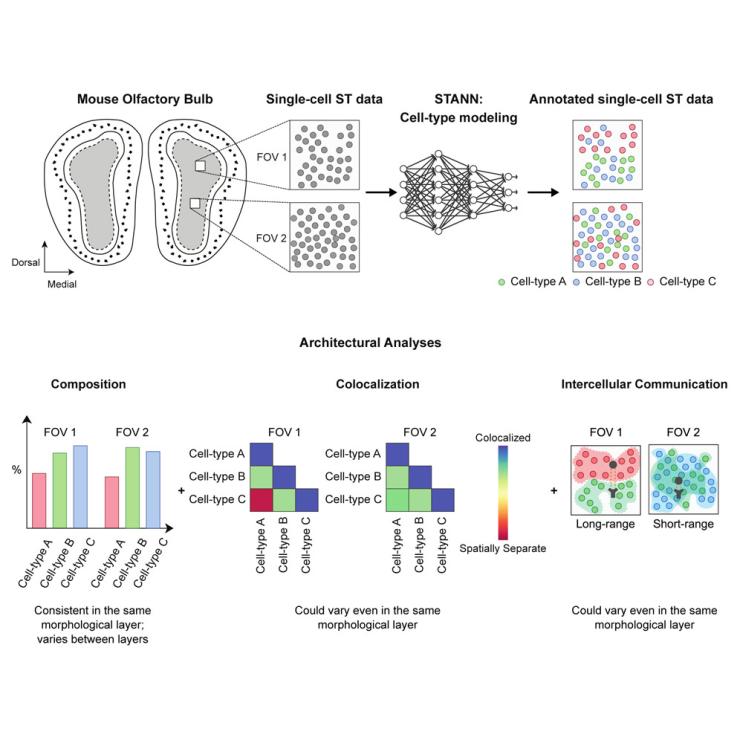 Mouse Olfactory Bulb
Single-cell ST data
STANN:
Cell-type modeling
Annotated single-cell ST data
FOV 1
FOV 2
Dorsal
Medial
Cell-type A
Cell-type B
Cell-type C
Architectural Analyses
Composition
Colocalization
Intercellular Communication
FOV 1
FOV 2
%
Cell-type A
Cell-type B
Cell-type C
Cell-type A
Cell-type B
Cell-type C
Consistent in the same
morphological layer;
varies between layers
+
FOV 1
Cell-type A
Cell-type B
Cell-type C
Cell-type A
Cell-type B
Cell-type C
FOV 2
Cell-type A
Cell-type B
Cell-type C
Cell-type A
Cell-type B
Cell-type C
Colocalized
Spatially Separate
Could vary even in the same
morphological layer
+
FOV 1
FOV 2
Long-range
Short-range
Could vary even in the same
morphological layer